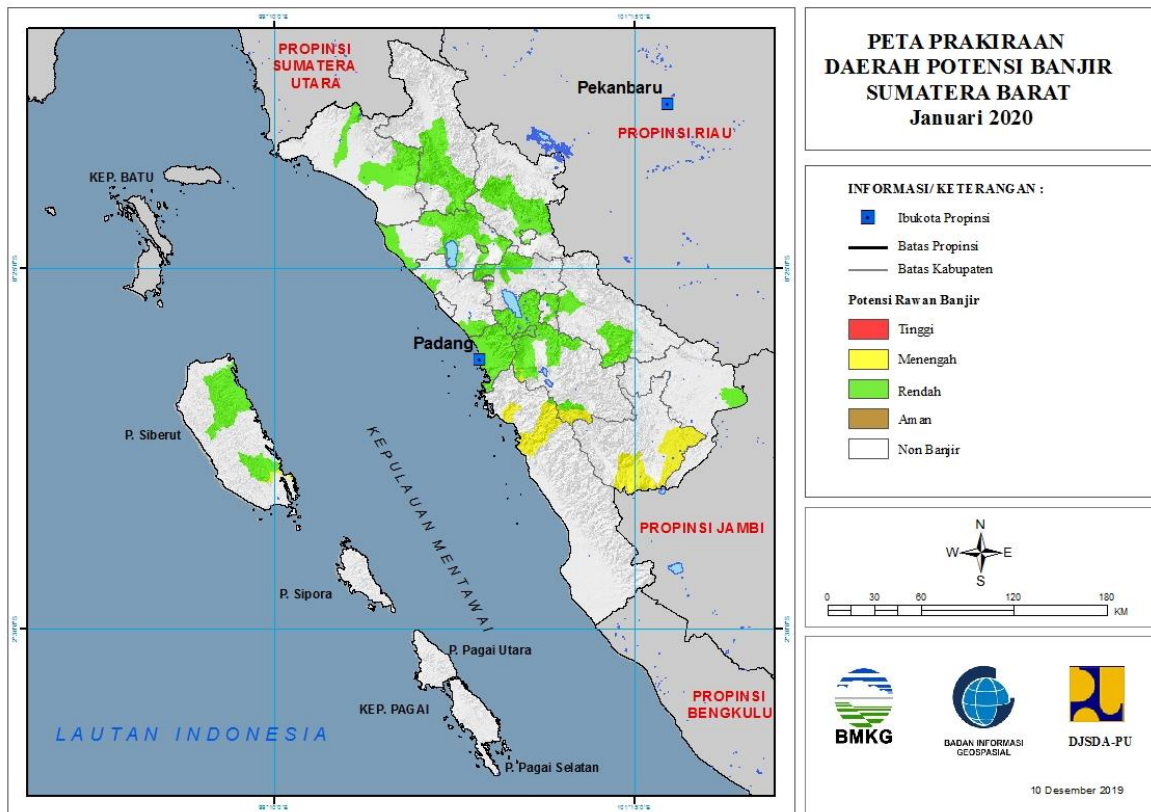 PROPINSI
SUMATERA
UTARA
Pekanbaru
PROPINSI RIAU
KEP. BATU
Padang
P. Siberut
KEPULAUAN MENTAWAI
PROPINSI JAMBI
P. Sipora
P. Pagai Utara
KEP. PAGAI
PROPINSI
BENGKULU
LAUTAN INDONESIA
P. Pagai Selatan
PETA PRAKIRAAN
DAERAH POTENSI BANJIR
SUMATERA BARAT
Januari 2020
INFORMASI/KETERANGAN :
Ibukota Propinsi
Batas Propinsi
Batas Kabupaten
Potensi Rawan Banjir
Tinggi
Menengah
Rendah
Aman
Non Banjir
N
W E
S
0 30 60 120 180
KM
BMKG
BADAN INFORMASI
GEOSPASIAL
DJSDA-PU
10 Desember 2019